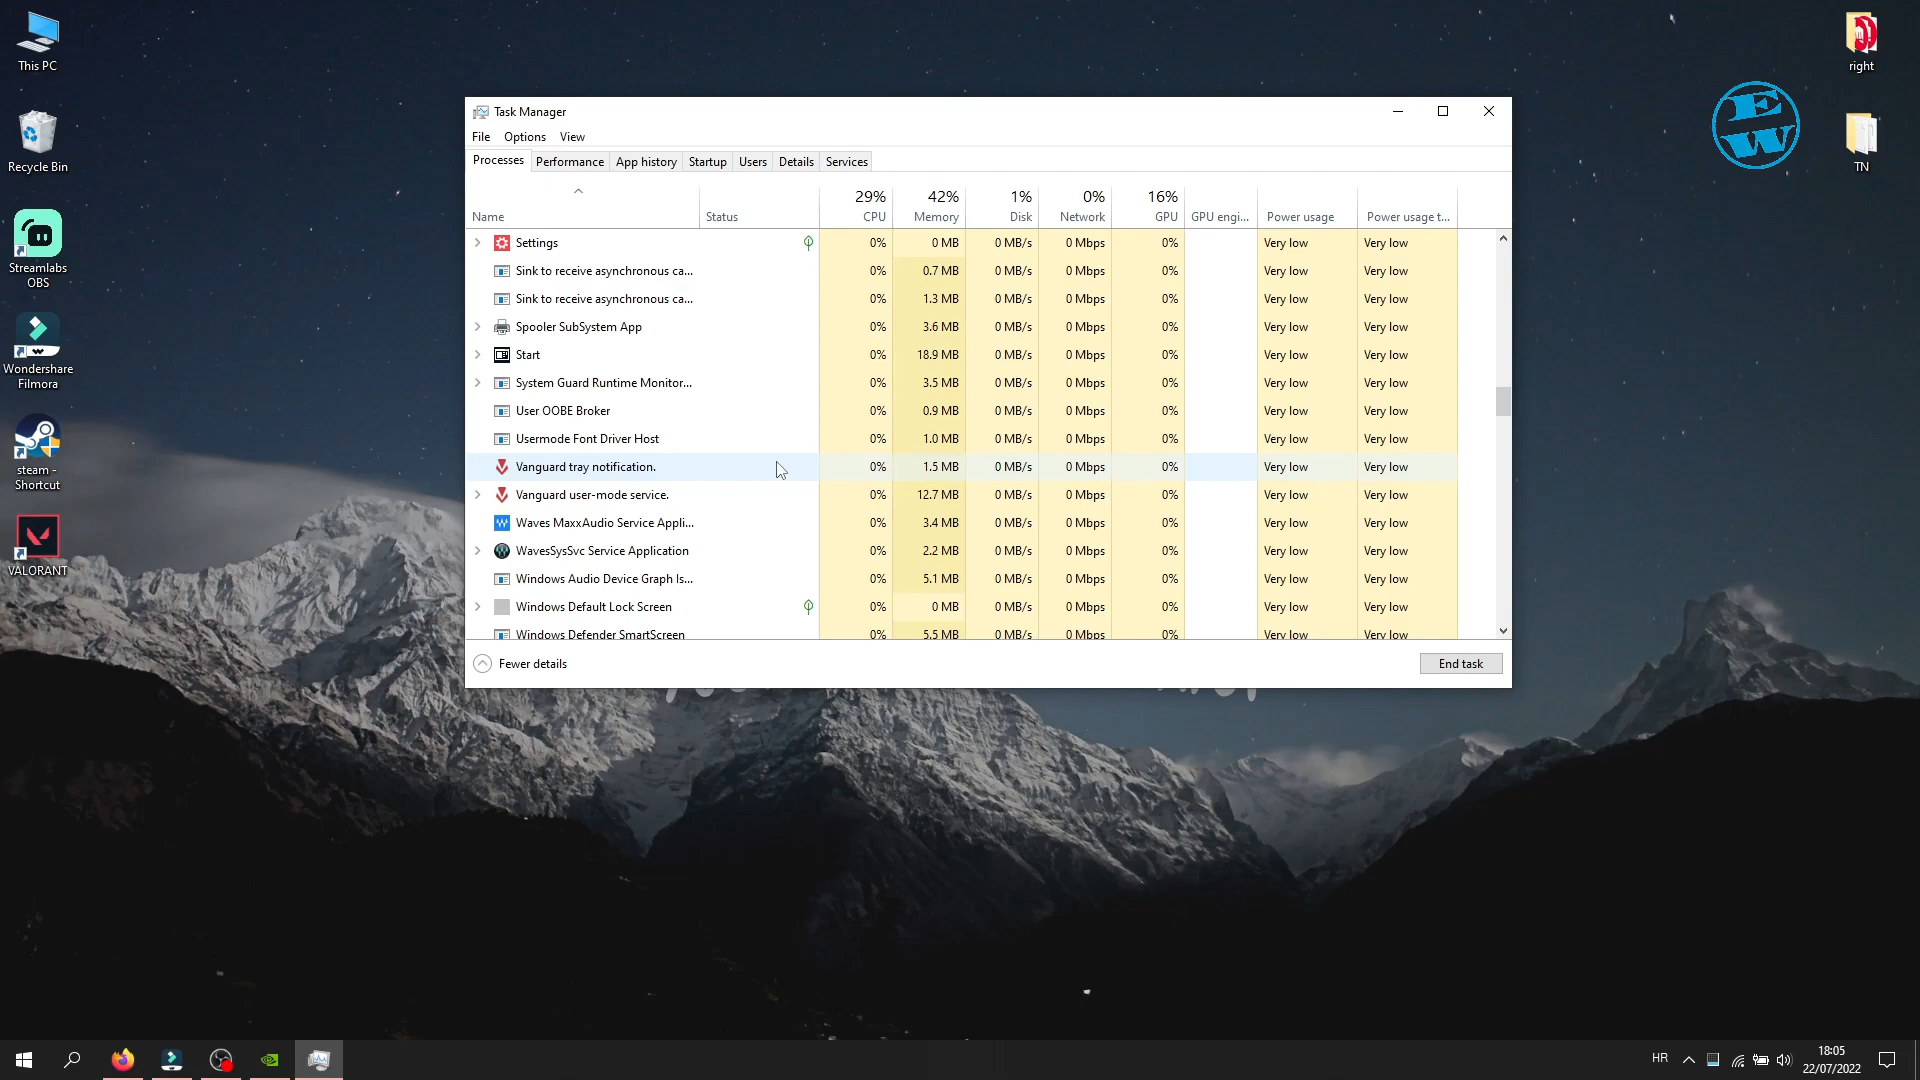 This PC
Recycle Bin
Streamlabs
OBS
Wondershare
Filmora
steam -
Shortcut
VALORANT
right
TN
EW
Task Manager
File Options View
Processes Performance App history Startup Users Details Services
29% 42% 1% 0% 16%
Name Status CPU Memory Disk Network GPU GPU engi... Power usage Power usage t...
Settings 0% 0 MB 0 MB/s 0 Mbps 0% Very low Very low
Sink to receive asynchronous ca... 0% 0.7 MB 0 MB/s 0 Mbps 0% Very low Very low
Sink to receive asynchronous ca... 0% 1.3 MB 0 MB/s 0 Mbps 0% Very low Very low
Spooler SubSystem App 0% 3.6 MB 0 MB/s 0 Mbps 0% Very low Very low
Start 0% 18.9 MB 0 MB/s 0 Mbps 0% Very low Very low
System Guard Runtime Monitor... 0% 3.5 MB 0 MB/s 0 Mbps 0% Very low Very low
User OOBE Broker 0% 0.9 MB 0 MB/s 0 Mbps 0% Very low Very low
Usermode Font Driver Host 0% 1.0 MB 0 MB/s 0 Mbps 0% Very low Very low
Vanguard tray notification. 0% 1.5 MB 0 MB/s 0 Mbps 0% Very low Very low
Vanguard user-mode service. 0% 12.7 MB 0 MB/s 0 Mbps 0% Very low Very low
Waves MaxxAudio Service Appli... 0% 3.4 MB 0 MB/s 0 Mbps 0% Very low Very low
WavesSysSvc Service Application 0% 2.2 MB 0 MB/s 0 Mbps 0% Very low Very low
Windows Audio Device Graph Is... 0% 5.1 MB 0 MB/s 0 Mbps 0% Very low Very low
Windows Default Lock Screen 0% 0 MB 0 MB/s 0 Mbps 0% Very low Very low
Windows Defender SmartScreen 0% 5.5 MB 0 MB/s 0 Mbps 0% Very low Very low
Fewer details End task
HR
18:05
22/07/2022